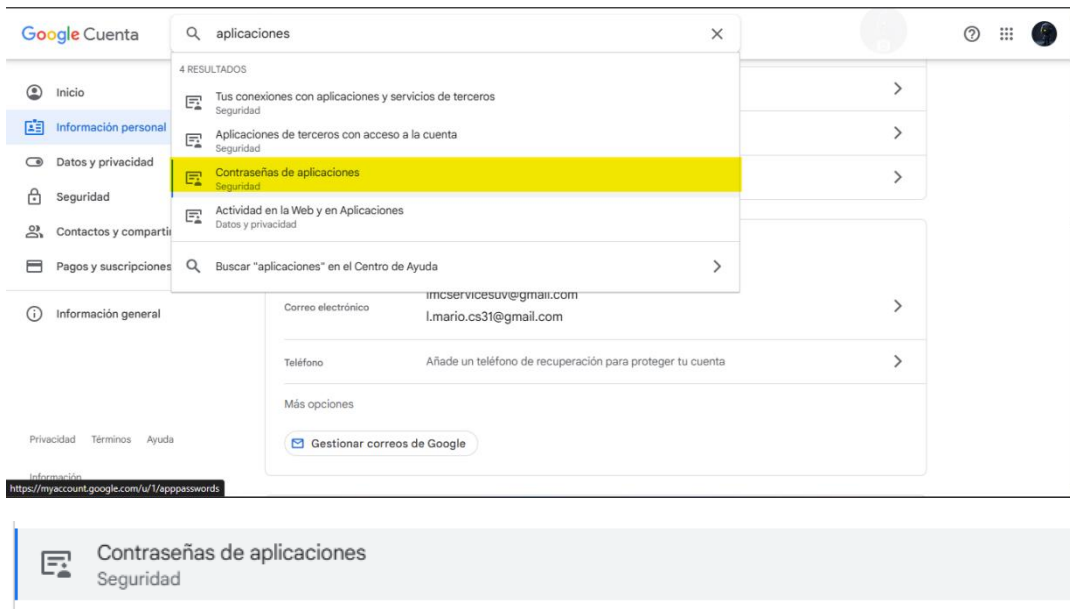 Google Cuenta
aplicaciones
4 RESULTADOS
Tus conexiones con aplicaciones y servicios de terceros
Seguridad
Aplicaciones de terceros con acceso a la cuenta
Seguridad
Contraseñas de aplicaciones
Seguridad
Actividad en la Web y en Aplicaciones
Datos y privacidad
Buscar "aplicaciones" en el Centro de Ayuda
Inicio
Información personal
Datos y privacidad
Seguridad
Contactos y comparti
Pagos y suscripciones
Información general
Correo electrónico
lmcservicesuv@gmail.com
l.mario.cs31@gmail.com
Teléfono
Añade un teléfono de recuperación para proteger tu cuenta
Más opciones
Gestionar correos de Google
Privacidad Términos Ayuda
Información
https://myaccount.google.com/u/1/apppasswords
Contraseñas de aplicaciones
Seguridad